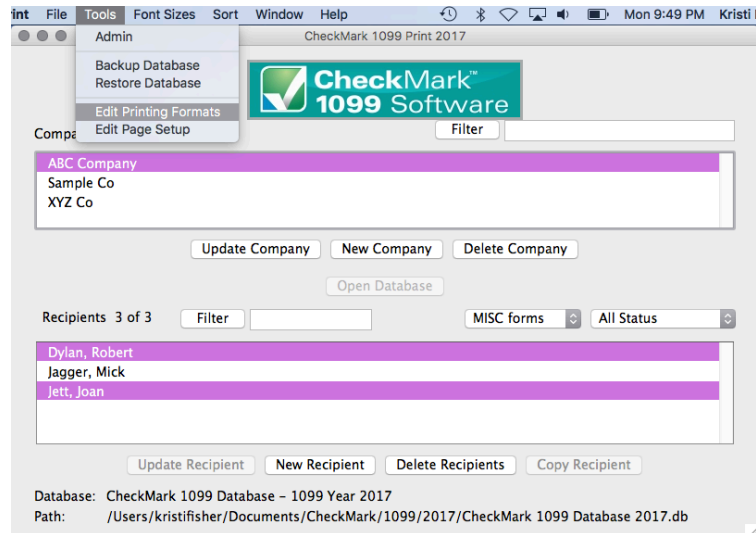 int File Tools Font Sizes Sort Window Help Mon 9:49 PM Kristi
Admin
CheckMark 1099 Print 2017
Backup Database
Restore Database
Edit Printing Formats
Edit Page Setup
CheckMark™
1099 Software
Compa
Filter
ABC Company
Sample Co
XYZ Co
Update Company New Company Delete Company
Open Database
Recipients 3 of 3 Filter MISC forms All Status
Dylan, Robert
Jagger, Mick
Jett, Joan
Update Recipient New Recipient Delete Recipients Copy Recipient
Database: CheckMark 1099 Database - 1099 Year 2017
Path: /Users/kristifisher/Documents/CheckMark/1099/2017/CheckMark 1099 Database 2017.db